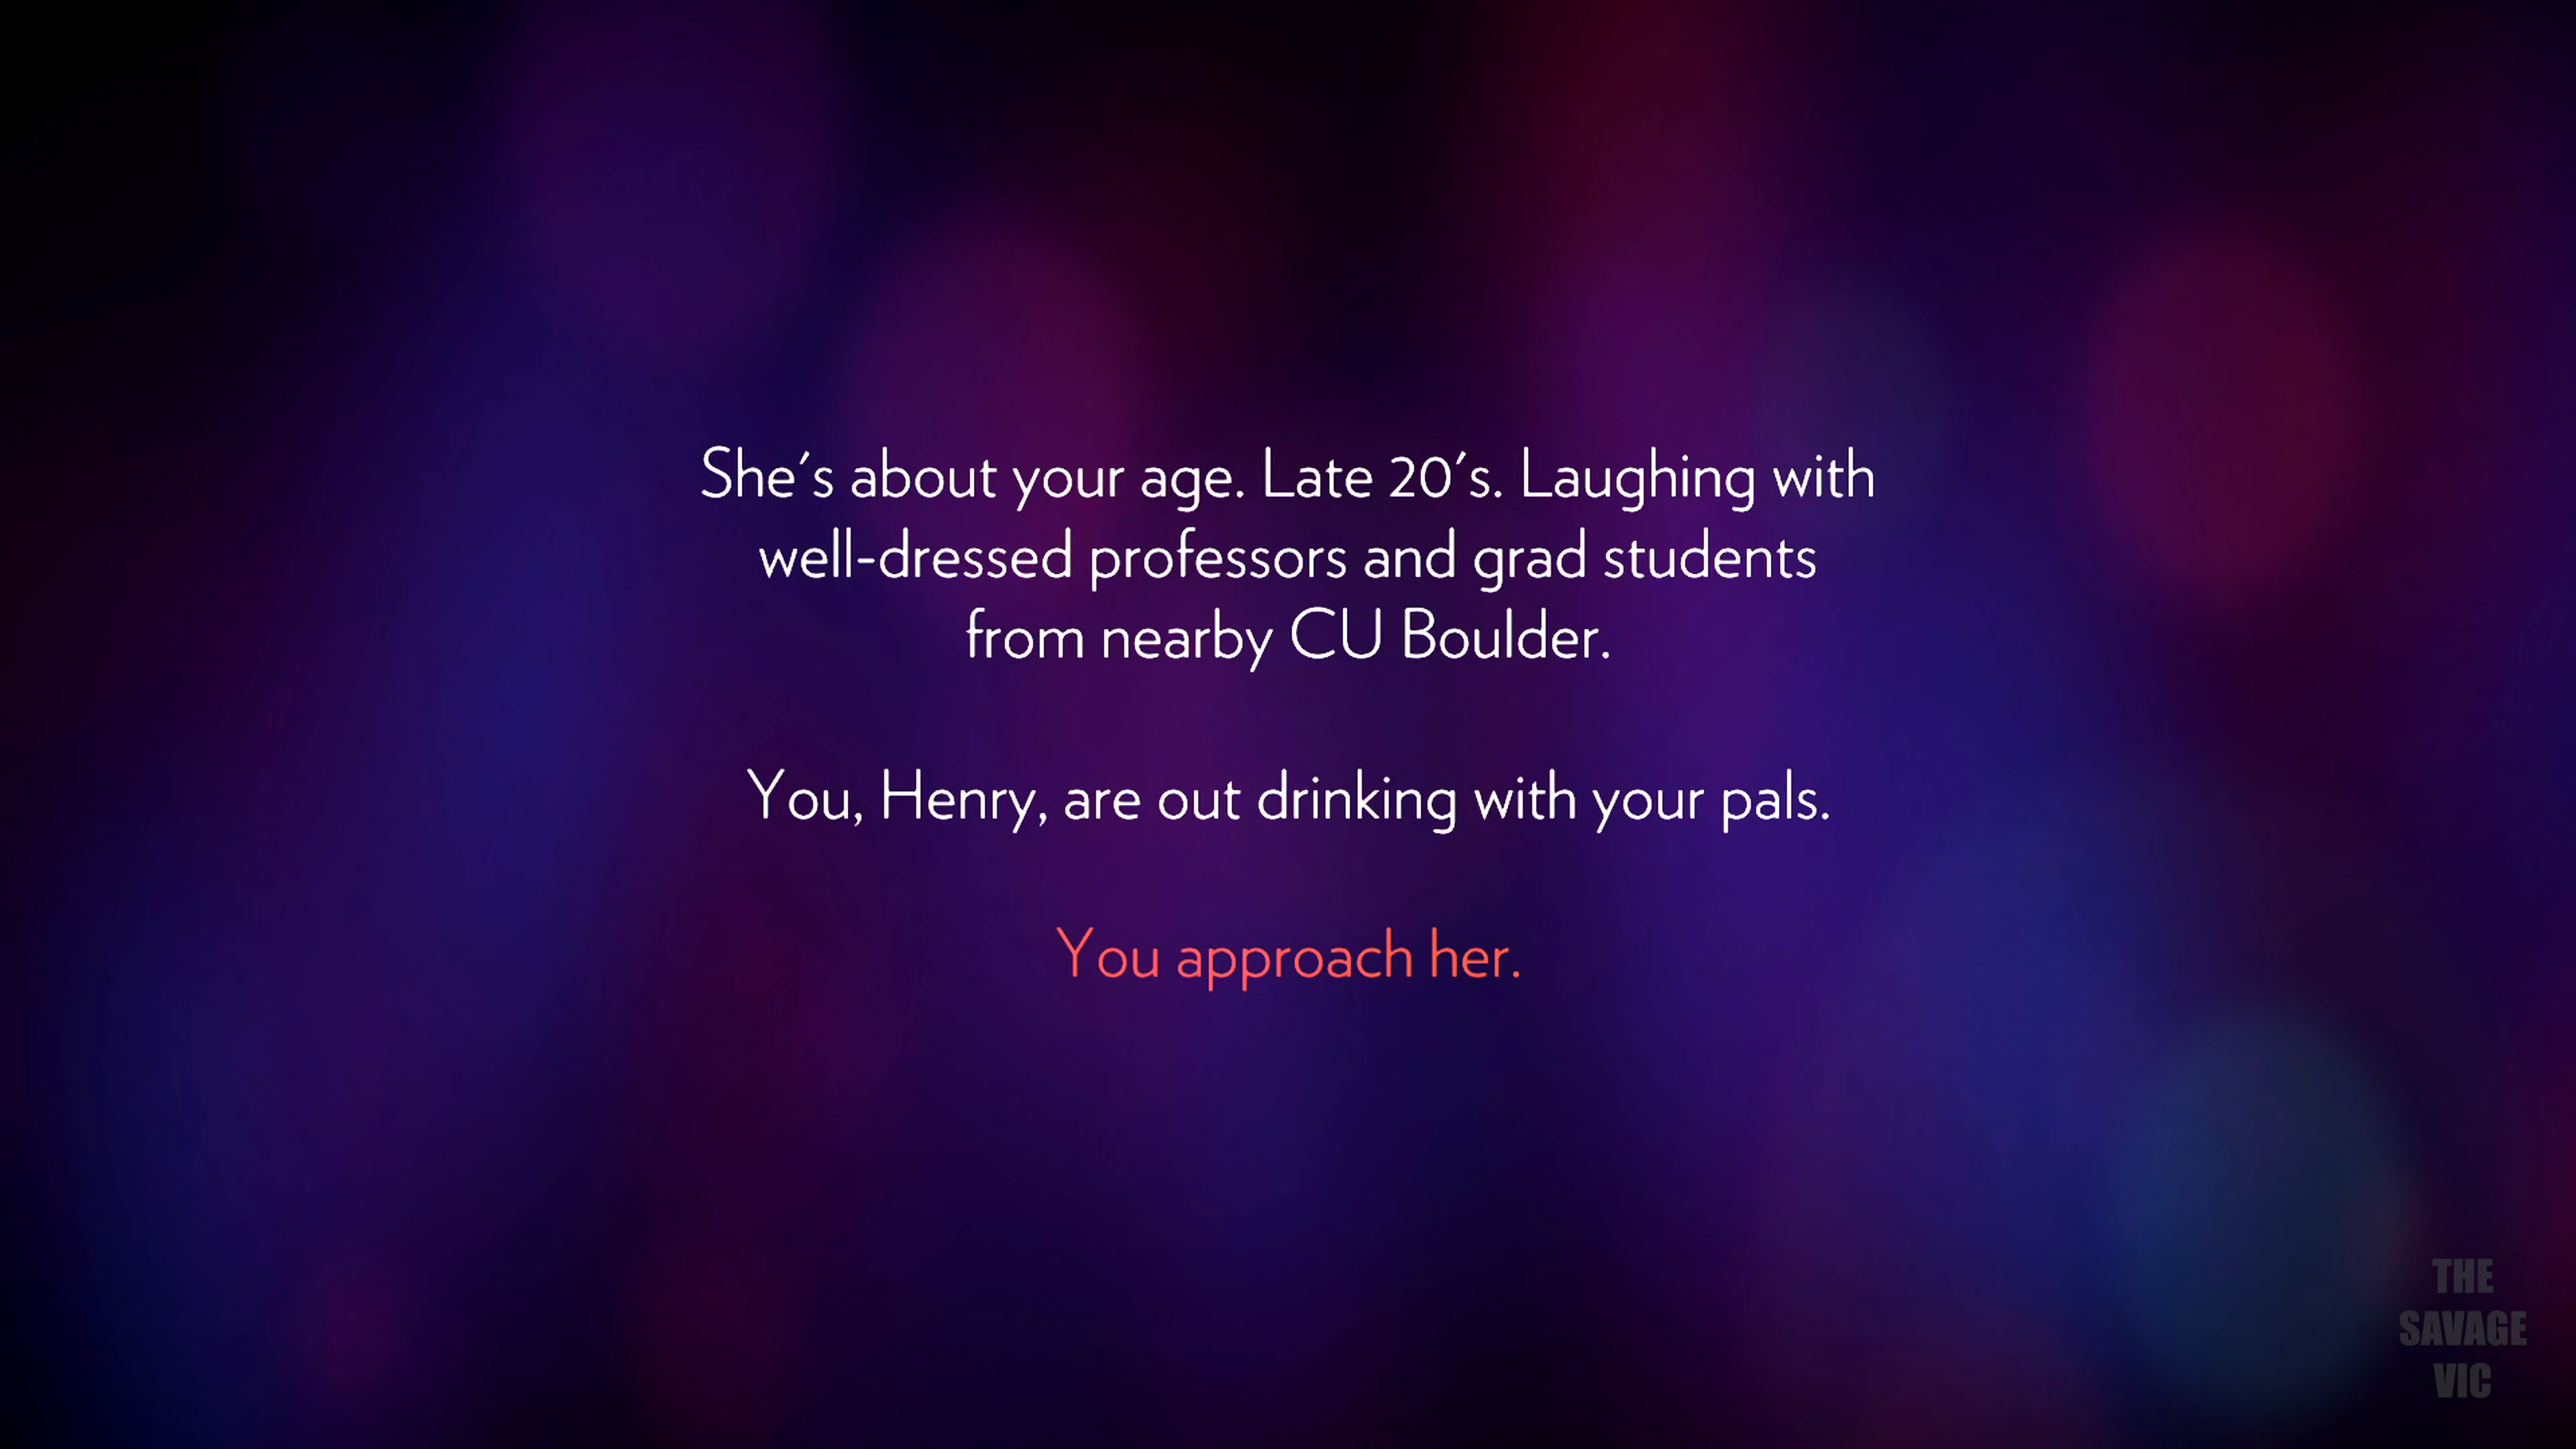 She's about your age. Late 20's. Laughing with
well-dressed professors and grad students
from nearby CU Boulder.
You, Henry, are out drinking with your pals.
You approach her.
THE
SAVAGE
VIC